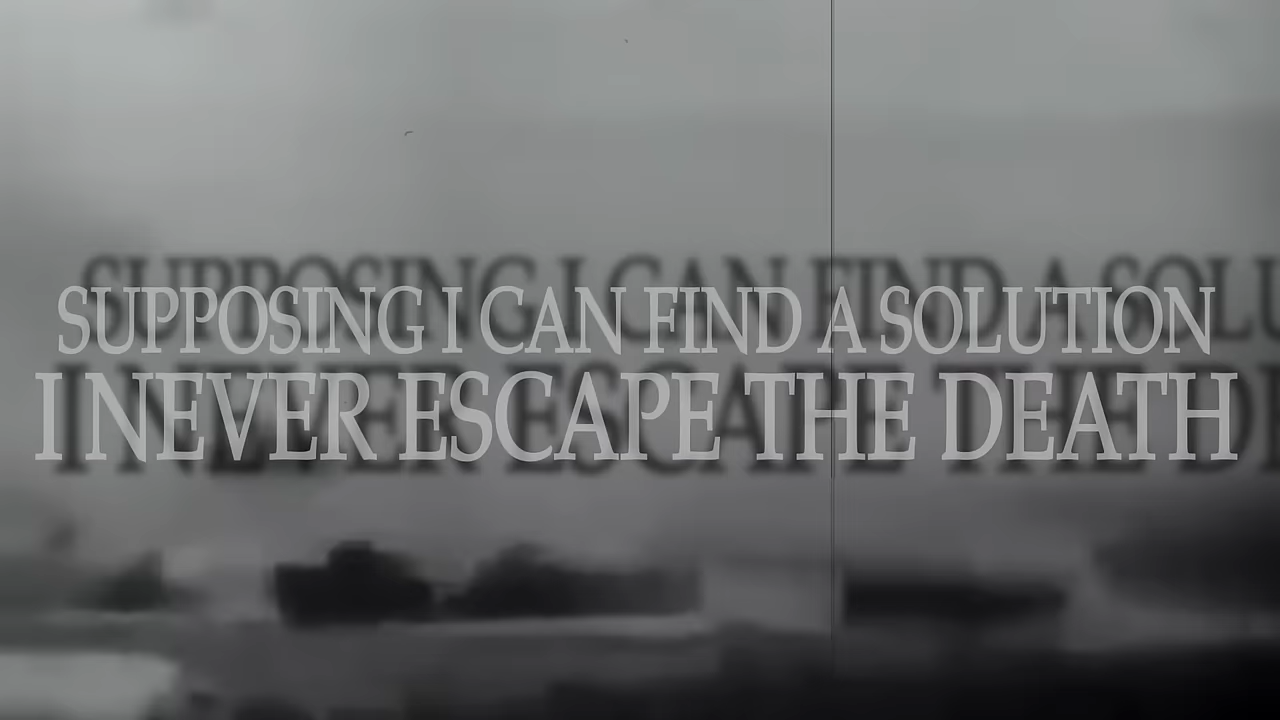 SUPPOSING I CAN FIND A SOLUTION
I NEVER ESCAPE THE DEATH